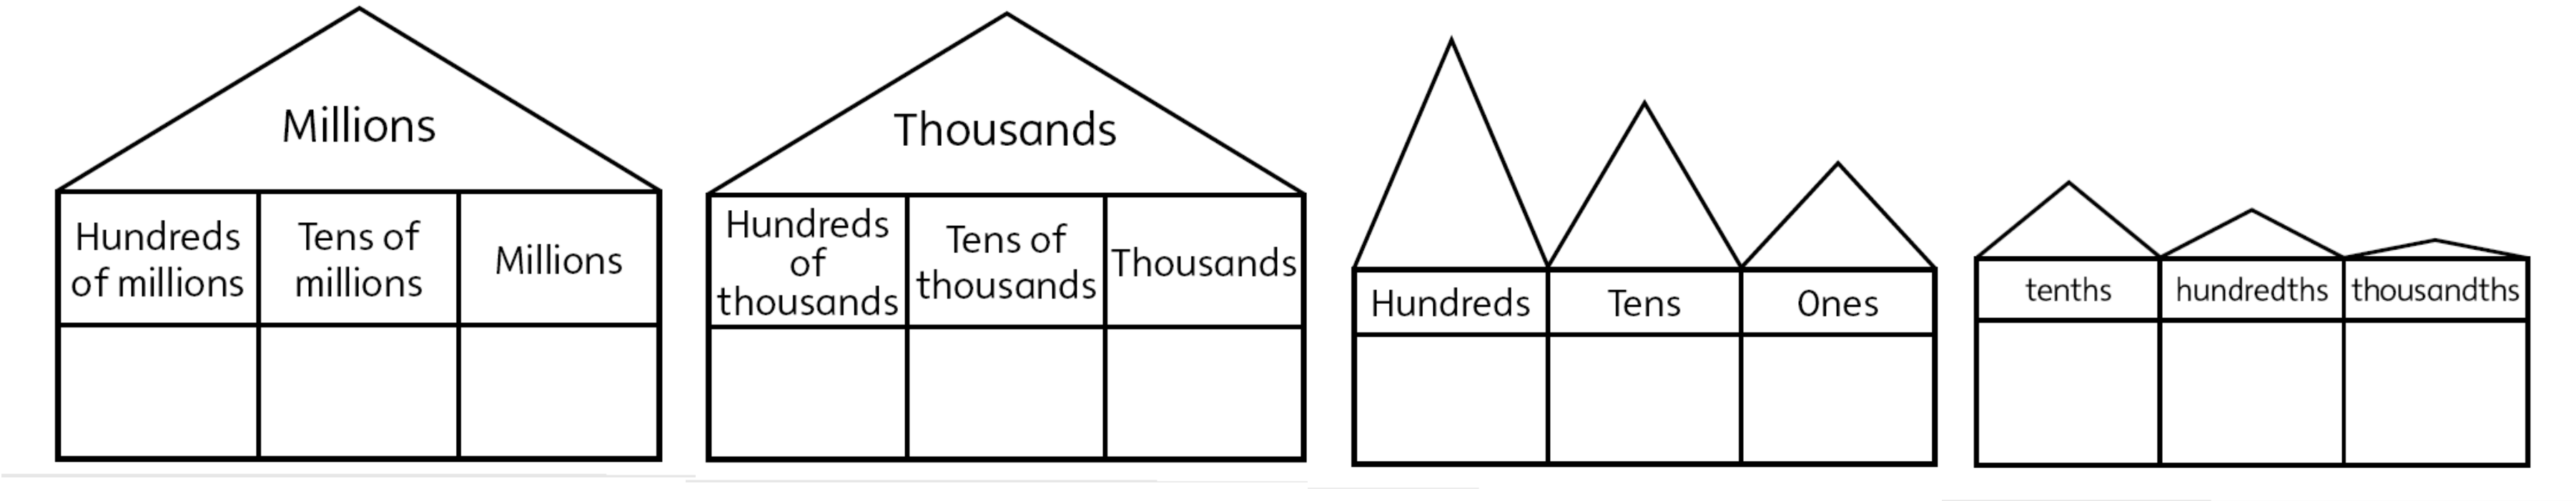 Millions
Hundreds
of millions
Tens of
millions
Millions
Thousands
Hundreds
of
thousands
Tens of
thousands
Thousands
Hundreds
Tens
Ones
tenths
hundredths
thousandths